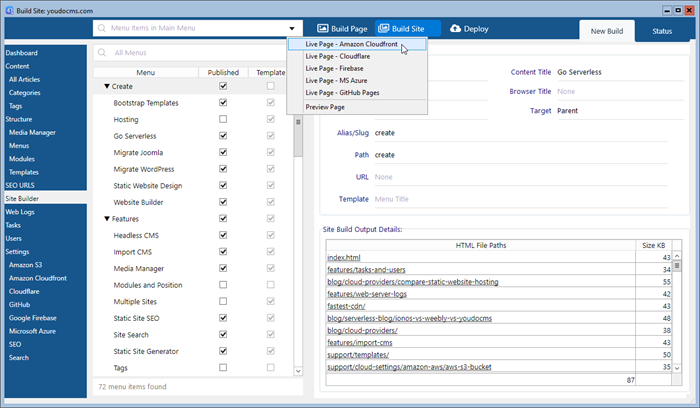 Build Site: youdocms.com
Menu Items in Main Menu
Build Page
Build Site
Deploy
New Build
Status
Dashboard
Content
All Articles
Categories
Tags
Structure
Media Manager
Menus
Modules
Templates
SEO URLS
Site Builder
Web Logs
Tasks
Users
Settings
Amazon S3
Amazon Cloudfront
Cloudflare
GitHub
Google Firebase
Microsoft Azure
SEO
Search
All Menus
Menu Published Template
Create
Bootstrap Templates
Hosting
Go Serverless
Migrate Joomla
Migrate WordPress
Static Website Design
Website Builder
Features
Headless CMS
Import CMS
Media Manager
Modules and Position
Multiple Sites
Static Site SEO
Site Search
Static Site Generator
Tags
72 menu items found
Live Page - Amazon Cloudfront
Live Page - Cloudflare
Live Page - Firebase
Live Page - MS Azure
Live Page - GitHub Pages
Preview Page
Content Title Go Serverless
Browser Title None
Target Parent
Alias/Slug create
Path create
URL None
Template Menu Title
Site Build Output Details:
HTML File Paths Size KB
index.html 43
features/tasks-and-users 34
blog/cloud-providers/compare-static-website-hosting 55
features/web-server-logs 42
fastest-cdn/ 43
blog/serverless-blog/ionos-vs-weebly-vs-youdocms 48
blog/cloud-providers/ 38
features/import-cms 43
support/templates/ 50
support/cloud-settings/amazon-aws/aws-s3-bucket 35
87